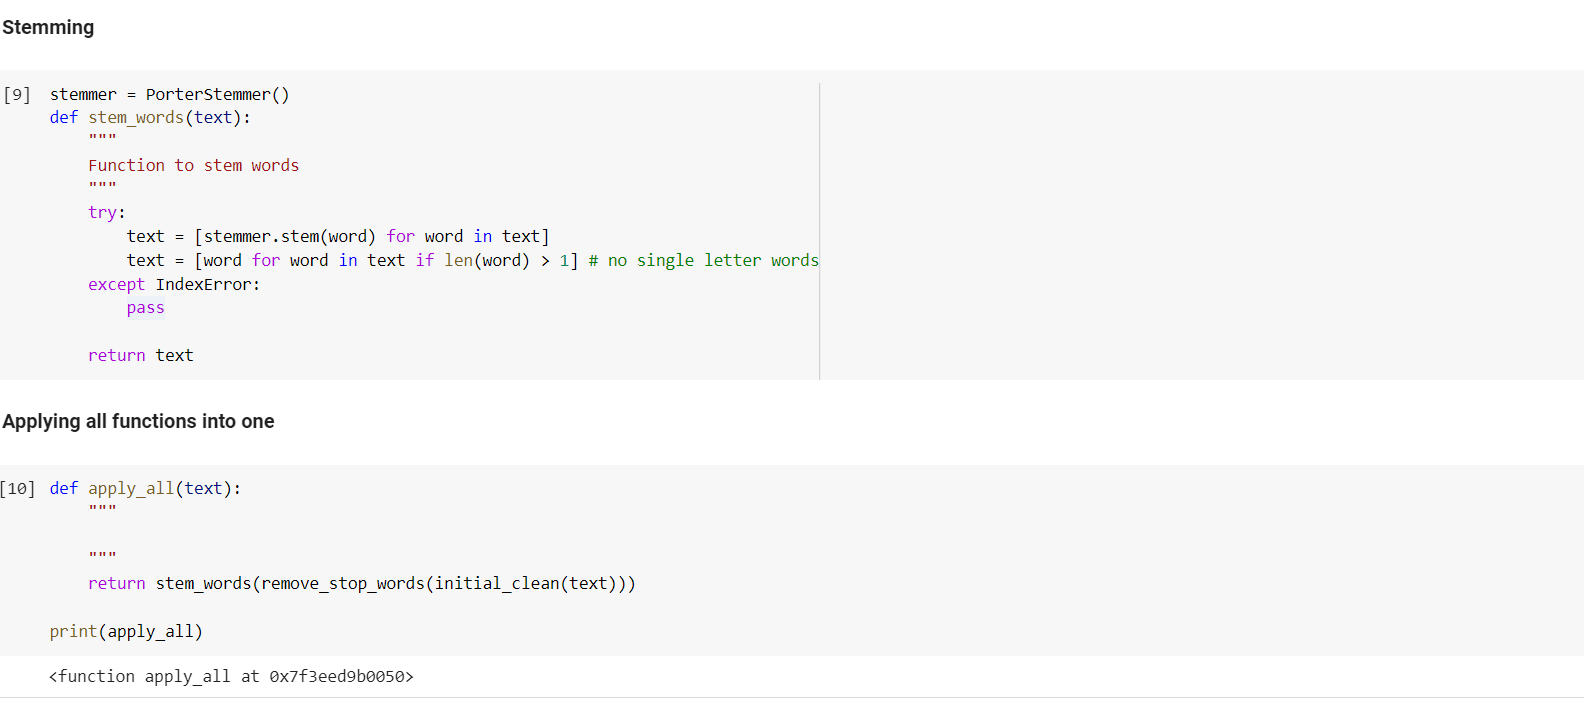 Stemming
[9] stemmer = PorterStemmer()
def stem_words(text):
"""
Function to stem words
"""
try:
text = [stemmer.stem(word) for word in text]
text = [word for word in text if len(word) > 1] # no single letter words
except IndexError:
pass
return text
Applying all functions into one
[10] def apply_all(text):
"""
"""
return stem_words(remove_stop_words(initial_clean(text)))
print(apply_all)
<function apply_all at 0x7f3eed9b0050>